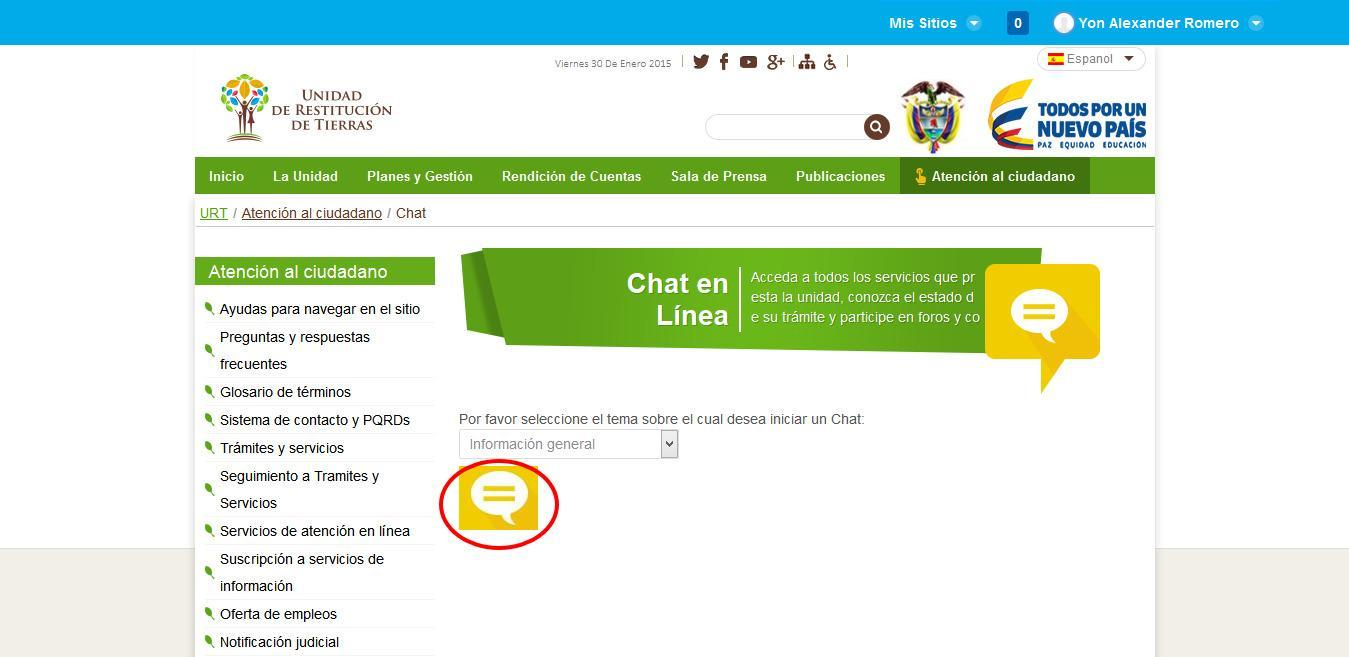 Mis Sitios
0
Yon Alexander Romero
Viernes 30 De Enero 2015
Espanol
UNIDAD
DE RESTITUCIÓN
DE TIERRAS
TODOS POR UN
NUEVO PAÍS
PAZ EQUIDAD EDUCACIÓN
Inicio
La Unidad
Planes y Gestión
Rendición de Cuentas
Sala de Prensa
Publicaciones
Atención al ciudadano
URT / Atención al ciudadano / Chat
Atención al ciudadano
Ayudas para navegar en el sitio
Preguntas y respuestas
frecuentes
Glosario de términos
Sistema de contacto y PQRDs
Trámites y servicios
Seguimiento a Tramites y
Servicios
Servicios de atención en línea
Suscripción a servicios de
información
Oferta de empleos
Notificación judicial
Chat en
Línea
Acceda a todos los servicios que pr
esta la unidad, conozca el estado d
e su trámite y participe en foros y co
Por favor seleccione el tema sobre el cual desea iniciar un Chat:
Información general